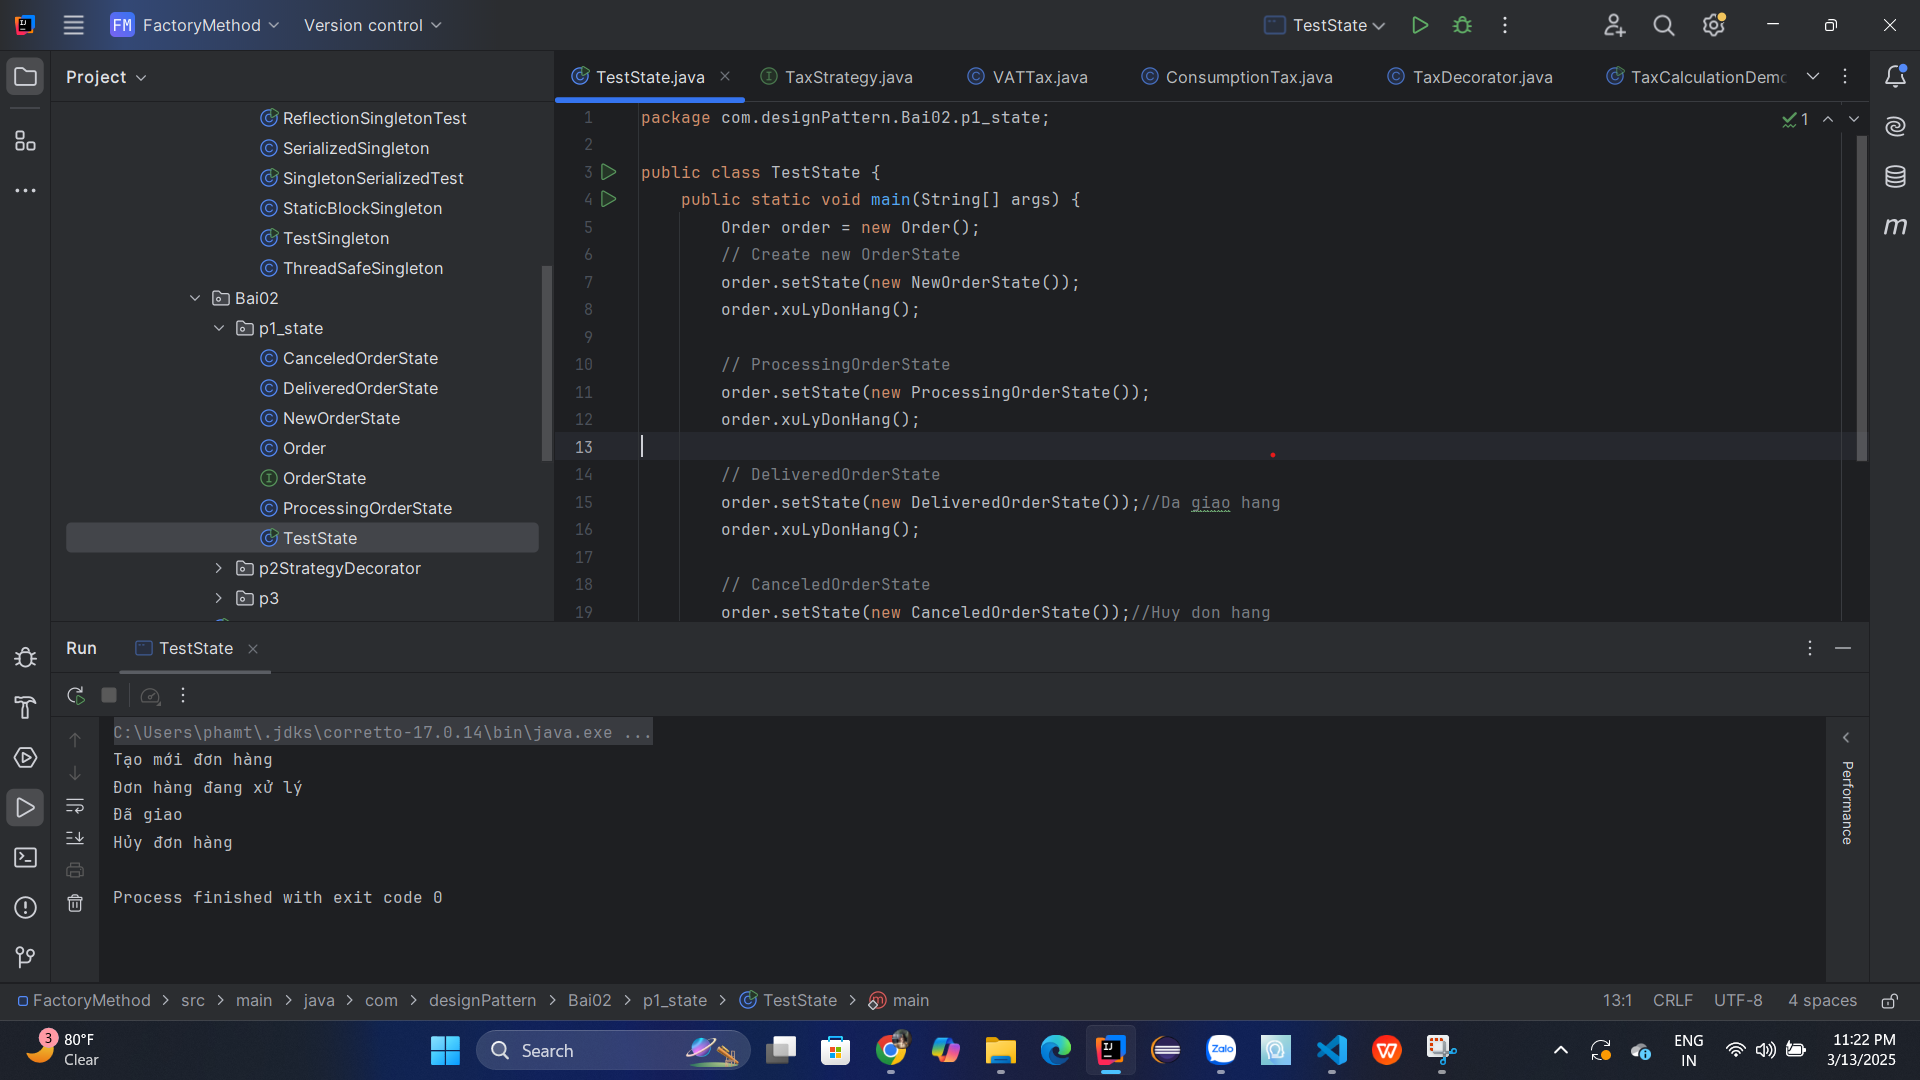 FM FactoryMethod Version control TestState
Project
TestState.java TaxStrategy.java VATTax.java ConsumptionTax.java TaxDecorator.java TaxCalculationDemo
ReflectionSingletonTest
SerializedSingleton
SingletonSerializedTest
StaticBlockSingleton
TestSingleton
ThreadSafeSingleton
Bai02
p1_state
CanceledOrderState
DeliveredOrderState
NewOrderState
Order
OrderState
ProcessingOrderState
TestState
p2StrategyDecorator
p3
1 package com.designPattern.Bai02.p1_state;
2
3 public class TestState {
4 public static void main(String[] args) {
5 Order order = new Order();
6 // Create new OrderState
7 order.setState(new NewOrderState());
8 order.xuLyDonHang();
9
10 // ProcessingOrderState
11 order.setState(new ProcessingOrderState());
12 order.xuLyDonHang();
13
14 // DeliveredOrderState
15 order.setState(new DeliveredOrderState());//Da giao hang
16 order.xuLyDonHang();
17
18 // CanceledOrderState
19 order.setState(new CanceledOrderState());//Huy don hang
1
Run TestState
C:\Users\phamt\.jdks\corretto-17.0.14\bin\java.exe ...
Tạo mới đơn hàng
Đơn hàng đang xử lý
Đã giao
Hủy đơn hàng
Process finished with exit code 0
Performance
FactoryMethod > src > main > java > com > designPattern > Bai02 > p1_state > TestState > main
13:1 CRLF UTF-8 4 spaces
3 80°F
Clear
Search
Zalo
ENG
IN
11:22 PM
3/13/2025